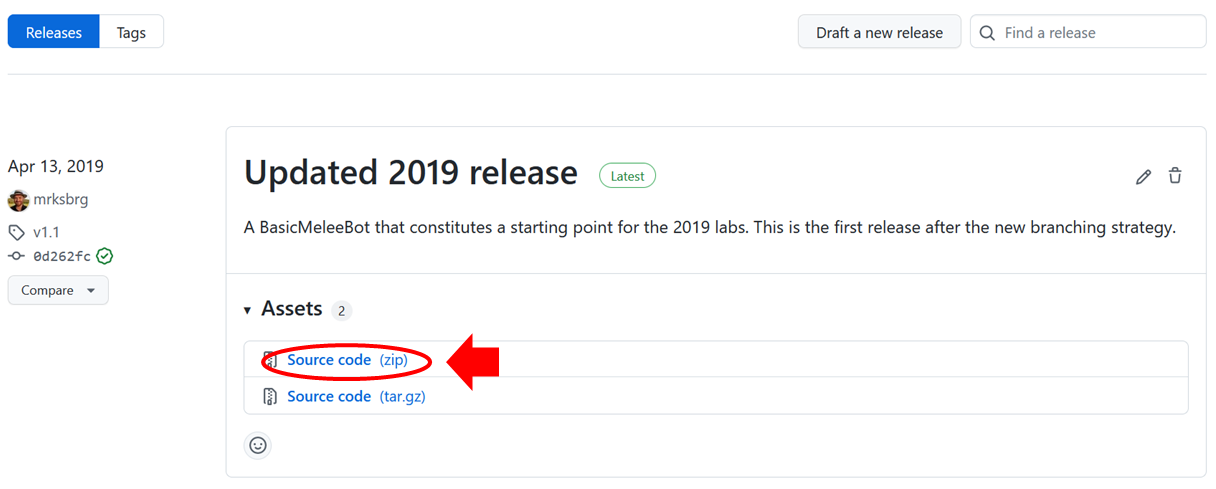 Releases
Tags
Draft a new release
Find a release
Apr 13, 2019
mrksbrg
v1.1
0d262fc
Compare
Updated 2019 release
Latest
A BasicMeleeBot that constitutes a starting point for the 2019 labs. This is the first release after the new branching strategy.
Assets 2
Source code (zip)
Source code (tar.gz)